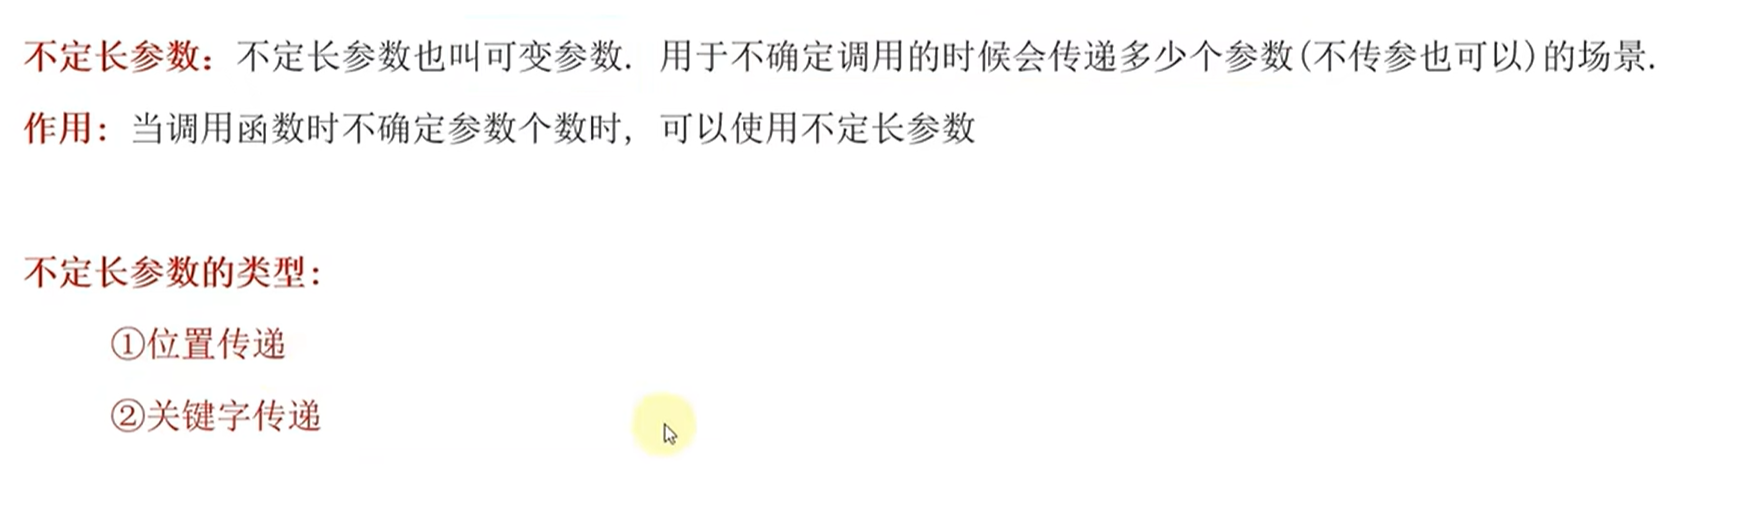 不定长参数：不定长参数也叫可变参数. 用于不确定调用的时候会传递多少个参数(不传参也可以)的场景.
作用：当调用函数时不确定参数个数时, 可以使用不定长参数
不定长参数的类型：
①位置传递
②关键字传递